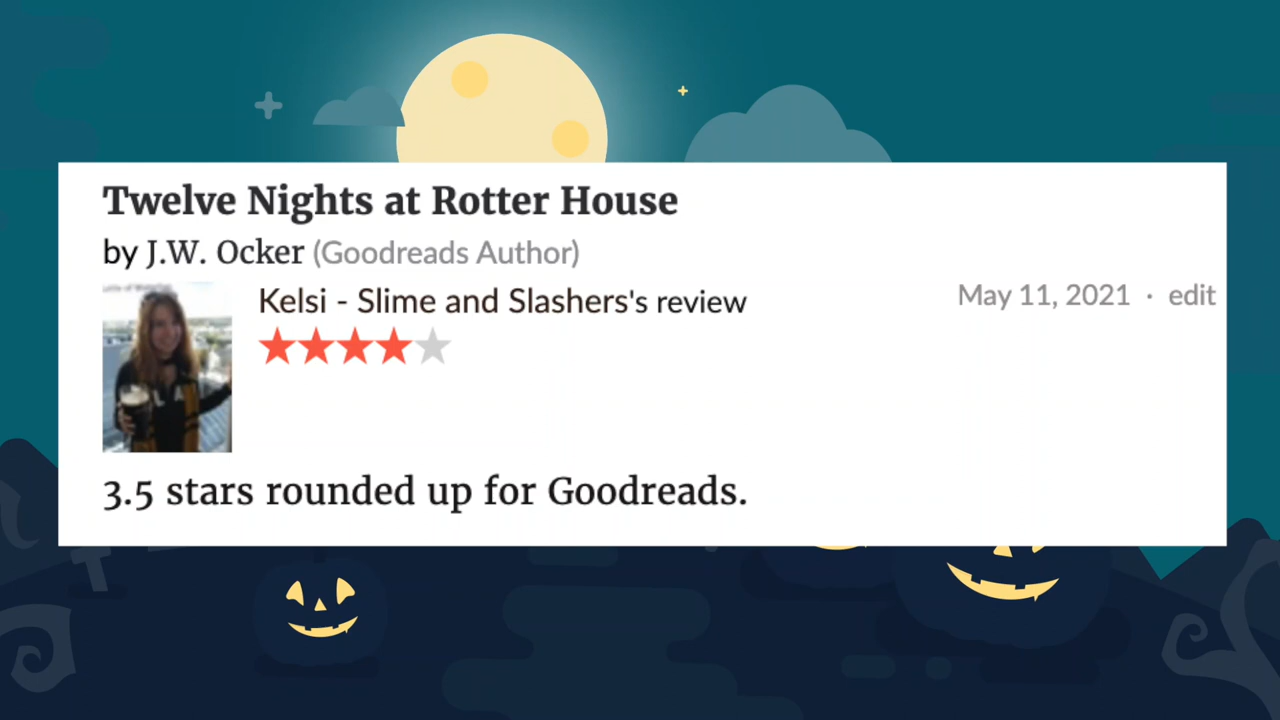 Twelve Nights at Rotter House
by J.W. Ocker (Goodreads Author)
Kelsi - Slime and Slashers's review
May 11, 2021 · edit
3.5 stars rounded up for Goodreads.